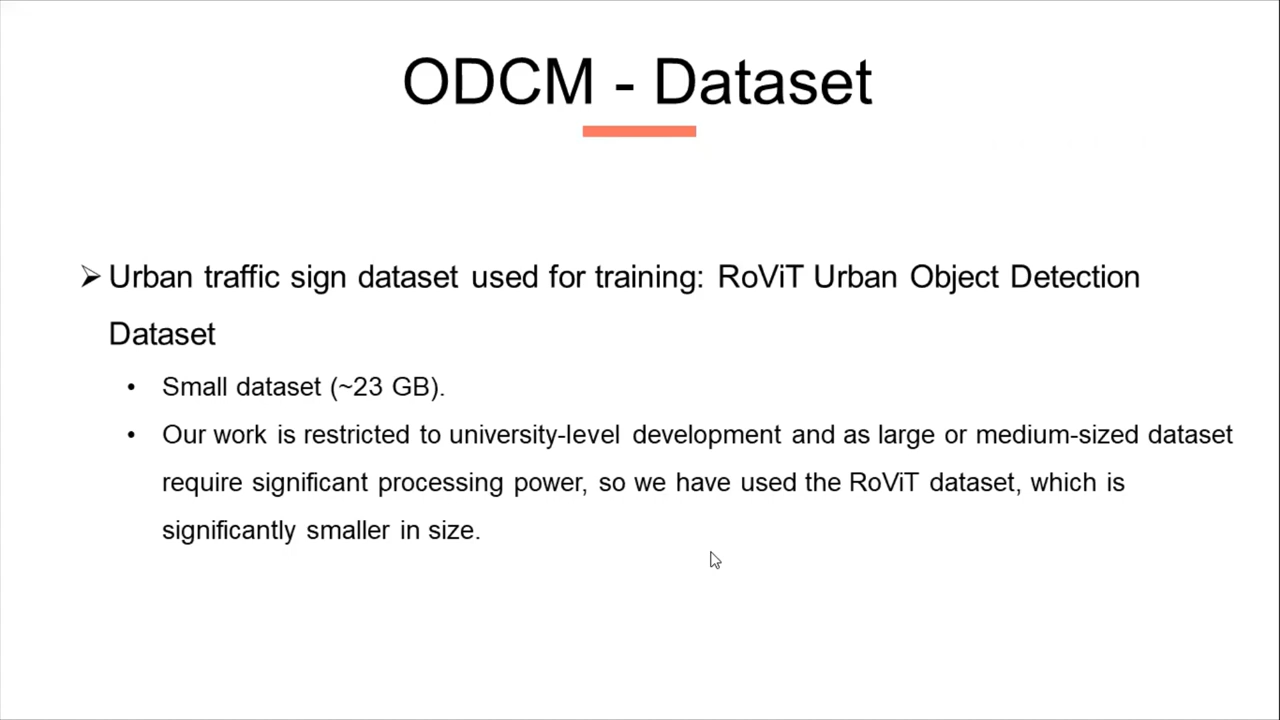 ODCM - Dataset
➢ Urban traffic sign dataset used for training: RoViT Urban Object Detection
Dataset
• Small dataset (~23 GB).
• Our work is restricted to university-level development and as large or medium-sized dataset
require significant processing power, so we have used the RoViT dataset, which is
significantly smaller in size.